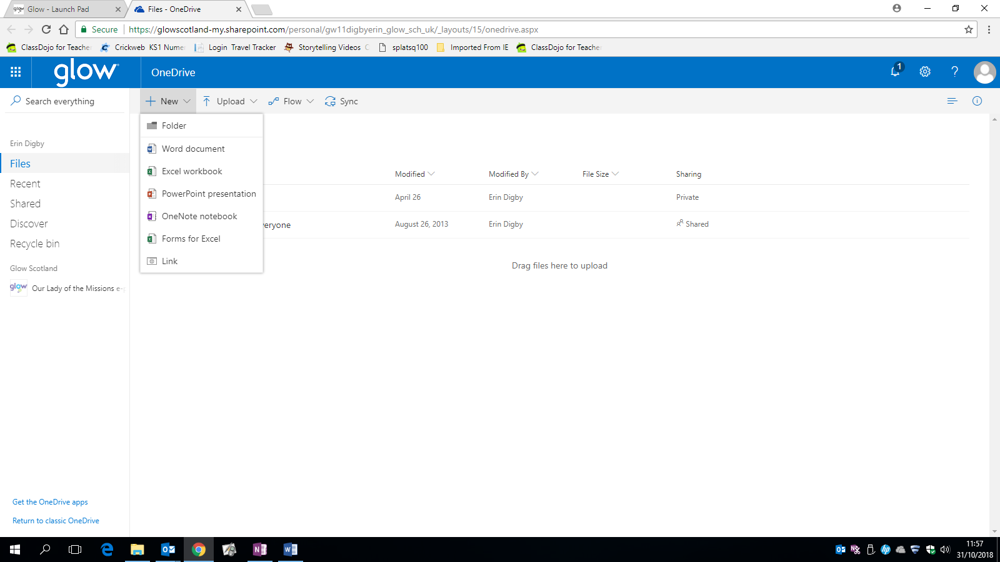 Glow - Launch Pad
Files - OneDrive
Secure
https://glowscotland-my.sharepoint.com/personal/gw11digbyerin_glow_sch_uk/_layouts/15/onedrive.aspx
ClassDojo for Teache
Crickweb KS1 Nume
Login Travel Tracker
Storytelling Videos C
splatsq100
Imported From IE
ClassDojo for Teache
glow
OneDrive
1
Search everything
New
Upload
Flow
Sync
Folder
Word document
Excel workbook
PowerPoint presentation
OneNote notebook
Forms for Excel
Link
Erin Digby
Files
Recent
Shared
Discover
Recycle bin
Glow Scotland
glow
Our Lady of the Missions e-p
Modified
Modified By
File Size
Sharing
April 26
Erin Digby
Private
veryone
August 26, 2013
Erin Digby
Shared
Drag files here to upload
Get the OneDrive apps
Return to classic OneDrive
11:57
31/10/2018